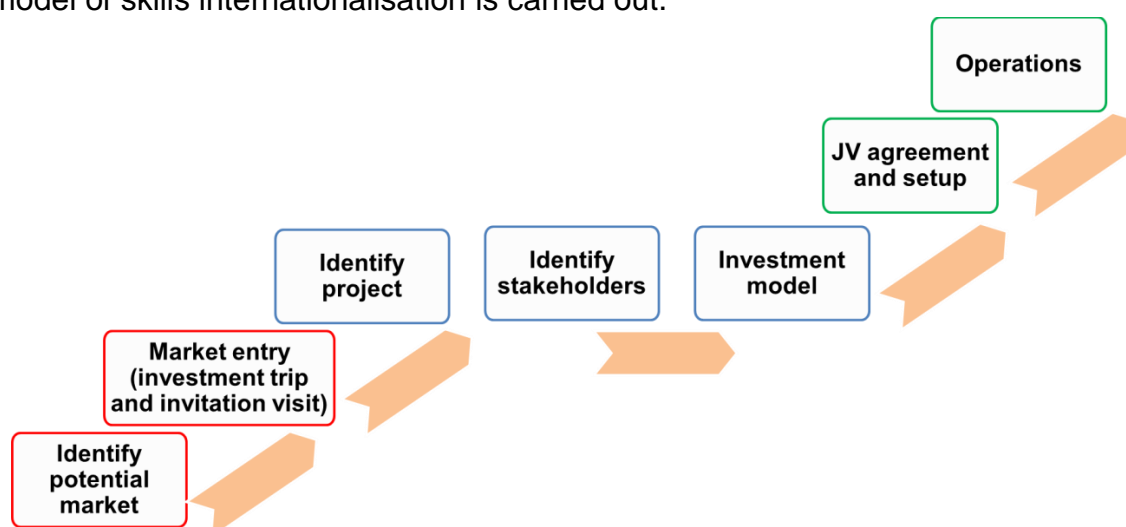 model of skills internationalisation is carried out.
Operations
JV agreement
and setup
Identify
project
Identify
stakeholders
Investment
model
Market entry
(investment trip
and invitation visit)
Identify
potential
market